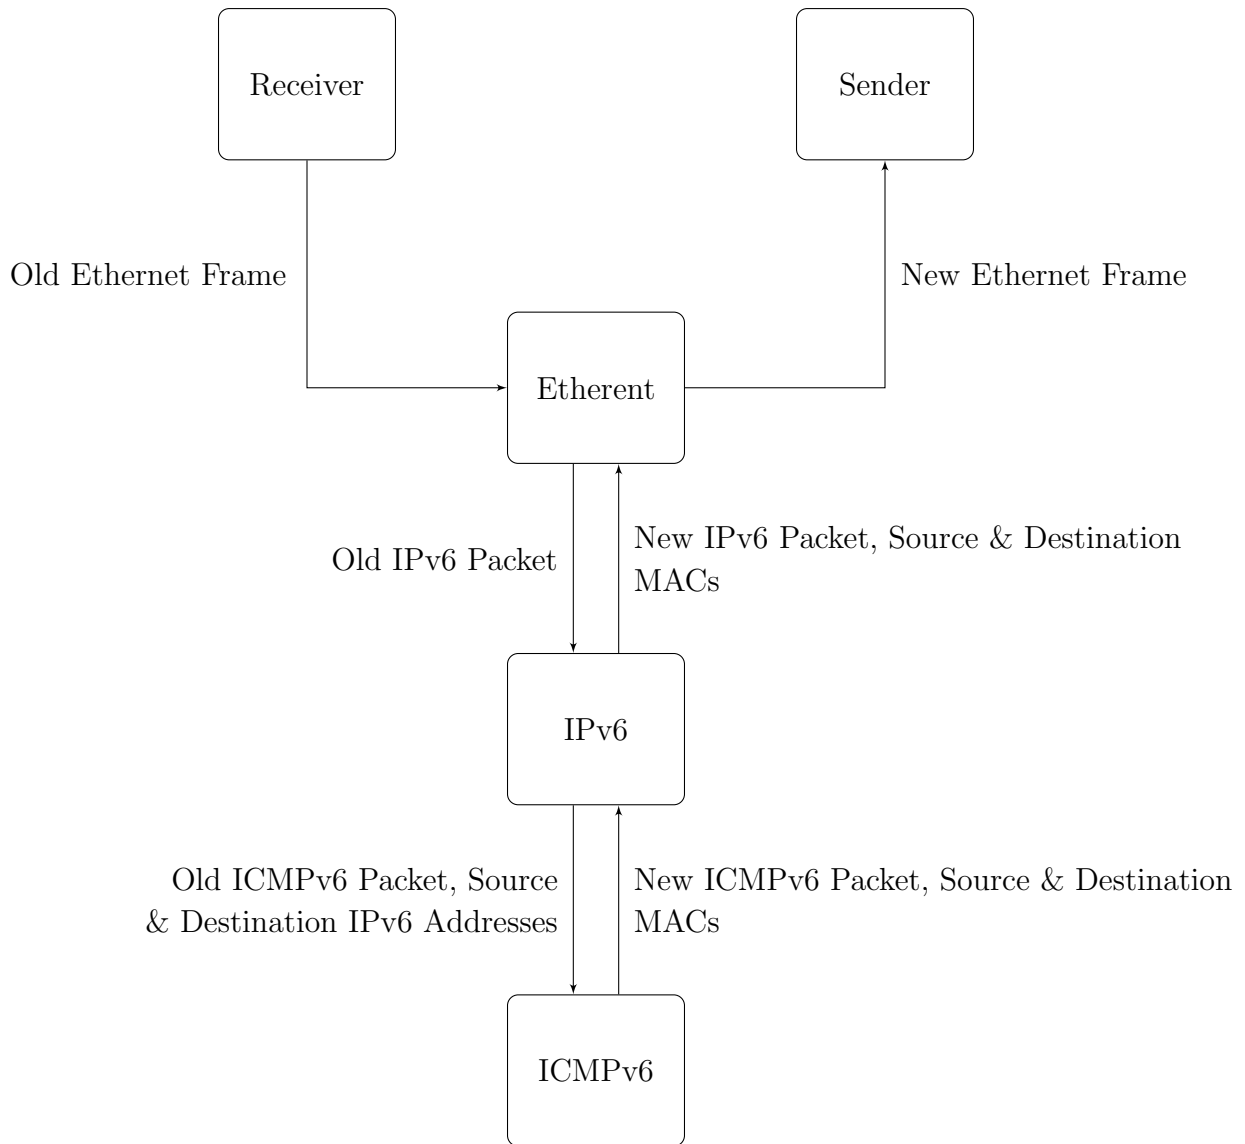 Receiver
Sender
Old Ethernet Frame
New Ethernet Frame
Etherent
Old IPv6 Packet
New IPv6 Packet, Source & Destination
MACs
IPv6
Old ICMPv6 Packet, Source
& Destination IPv6 Addresses
New ICMPv6 Packet, Source & Destination
MACs
ICMPv6